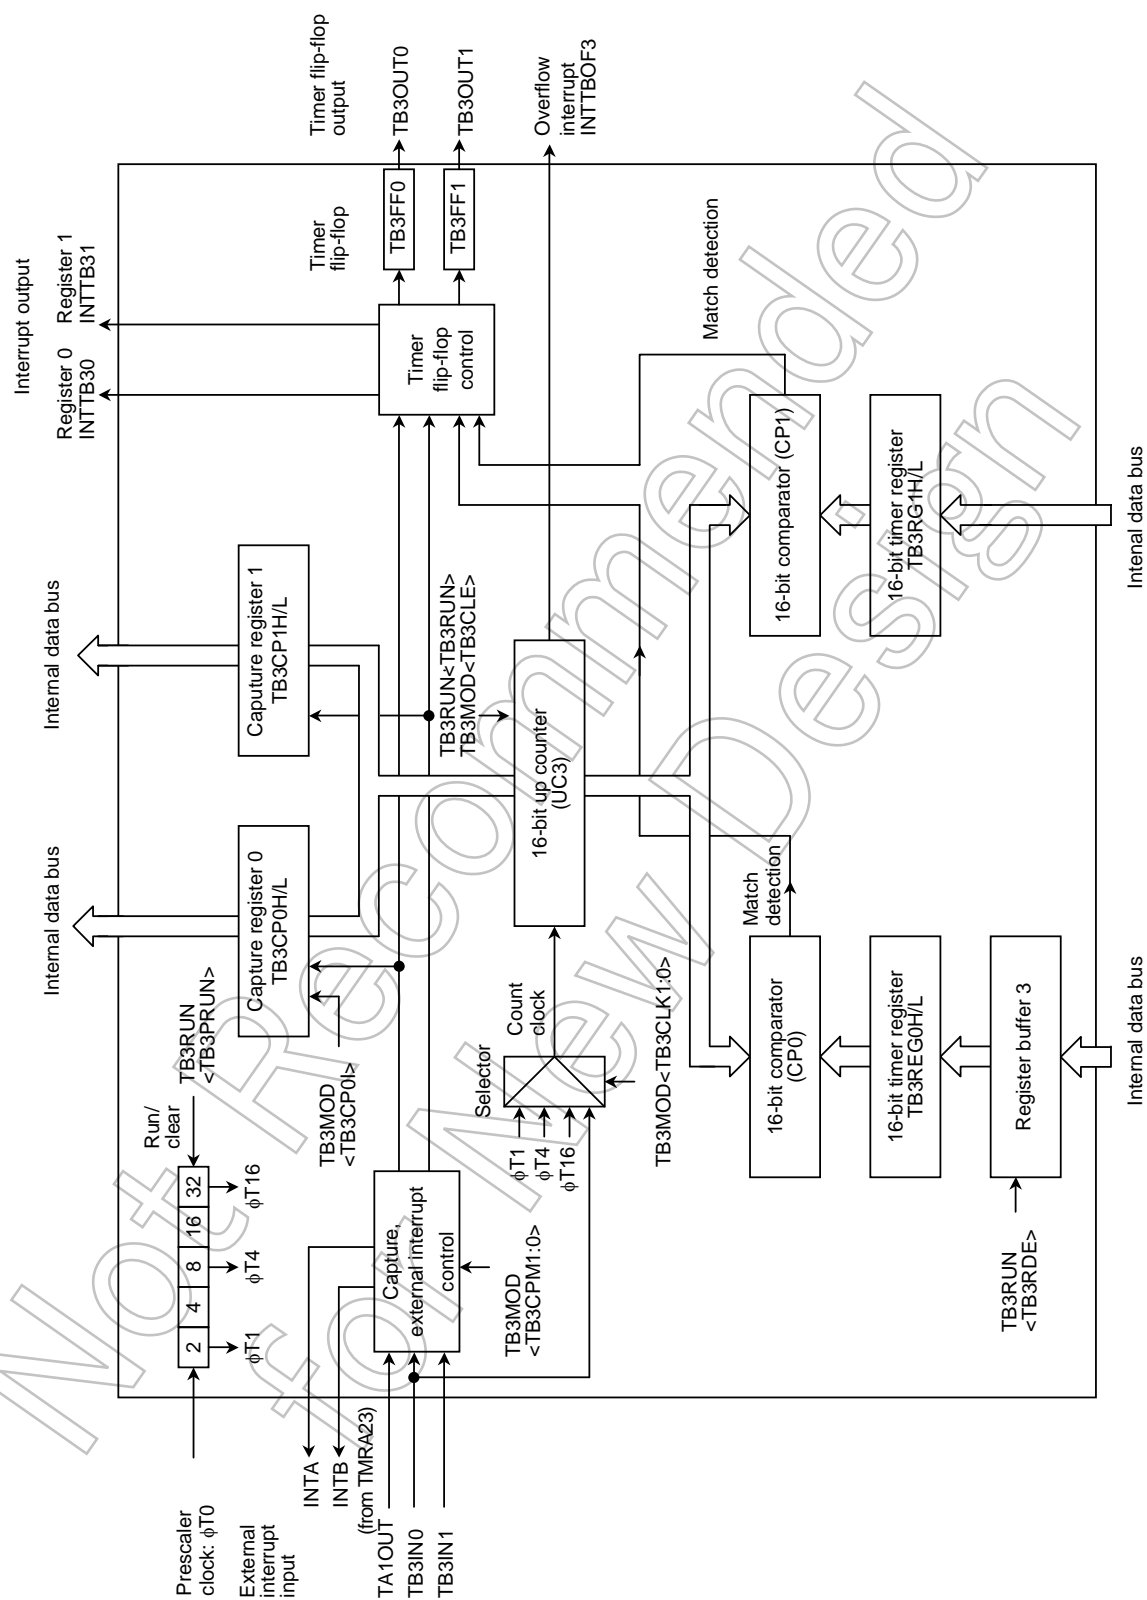 Prescaler
clock: ϕT0
2
4
8
16
32
ϕT1
ϕT4
ϕT16
Run/
clear
TB3RUN
<TB3PRUN>
External
interrupt
input
INTA
INTB
(from TMRA23)
TA1OUT
TB3IN0
TB3IN1
Capture,
external interrupt
control
TB3MOD
<TB3CPM1:0>
TB3MOD
<TB3CP0I>
Internal data bus
Capture register 0
TB3CP0H/L
Internal data bus
Caputure register 1
TB3CP1H/L
Selector
ϕT1
ϕT4
ϕT16
Count
clock
TB3MOD<TB3CLK1:0>
TB3RUN<TB3RUN>
TB3MOD<TB3CLE>
16-bit up counter
(UC3)
Interrupt output
Register 0
INTTB30
Register 1
INTTB31
Timer
flip-flop
control
Timer
flip-flop
TB3FF0
TB3FF1
Timer flip-flop
output
TB3OUT0
TB3OUT1
Overflow
interrupt
INTTBOF3
Match
detection
16-bit comparator
(CP0)
16-bit timer register
TB3REG0H/L
Register buffer 3
TB3RUN
<TB3RDE>
Internal data bus
Match detection
16-bit comparator (CP1)
16-bit timer register
TB3RG1H/L
Intenal data bus
Not Recommended
for New Design